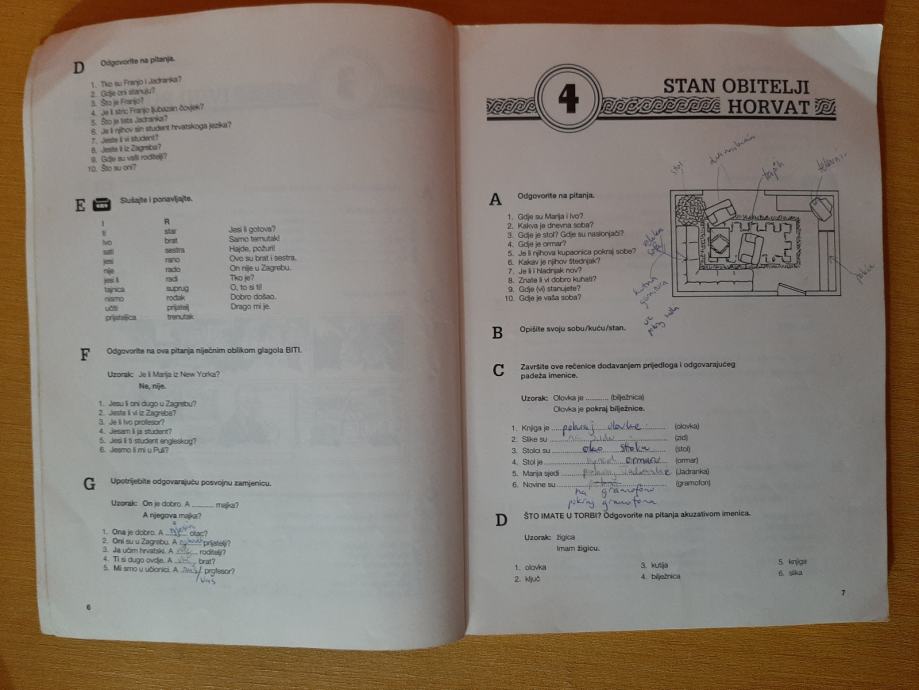 D Odgovorite na pitanja.
1. Tko su Franjo i Jadranka?
2. Gdje oni stanuju?
3. Što je Franjo?
4. Je li stric Franjo ljubazan čovjek?
5. Što je teta Jadranka?
6. Je li njihov sin student hrvatskoga jezika?
7. Jeste li vi student?
8. Jeste li iz Zagreba?
9. Gdje su vaši roditelji?
10. Što su oni?
E Slušajte i ponavljajte.
I R
ti star Jesi li gotova?
Ivo brat Samo trenutak!
sati sestra Hajde, požuri!
jesi rano Ovo su brat i sestra.
nije rado On nije u Zagrebu.
jesi li radi Tko je?
tajnica suprug O, to si ti!
nismo rođak Dobro došao.
učiti prijatelj Drago mi je.
prijateljica trenutak
F Odgovorite na ova pitanja niječnim oblikom glagola BITI.
Uzorak: Je li Marija iz New Yorka?
Ne, nije.
1. Jesu li oni dugo u Zagrebu?
2. Jeste li vi iz Zagreba?
3. Je li Ivo profesor?
4. Jesam li ja student?
5. Jesi li ti student engleskog?
6. Jesmo li mi u Puli?
G Upotrijebite odgovarajuću posvojnu zamjenicu.
Uzorak: On je dobro. A ........ majka?
A njegova majka?
1. Ona je dobro. A njezin otac?
2. Oni su u Zagrebu. A prijatelji?
3. Ja učim hrvatski. A roditelji?
4. Ti si dugo ovdje. A brat?
5. Mi smo u učionici. A profesor?
vaš
6
4
STAN OBITELJI
HORVAT
A Odgovorite na pitanja.
1. Gdje su Marija i Ivo?
2. Kakva je dnevna soba?
3. Gdje je stol? Gdje su naslonjači?
4. Gdje je ormar?
5. Je li njihova kupaonica pokraj sobe?
6. Kakav je njihov štednjak?
7. Je li i hladnjak nov?
8. Znate li vi dobro kuhati?
9. Gdje (vi) stanujete?
10. Gdje je vaša soba?
stol
tepih
B Opišite svoju sobu/kuću/stan.
C Završite ove rečenice dodavanjem prijedloga i odgovarajućeg
padeža imenice.
Uzorak: Olovka je .......... (bilježnica)
Olovka je pokraj bilježnice.
1. Knjiga je pokraj olovke (olovka)
2. Slike su na zidu (zid)
3. Stolci su oko stola (stol)
4. Stol je ormara (ormar)
5. Marija sjedi pokraj Jadranke (Jadranka)
6. Novine su (gramofon)
na gramofonu
pokraj gramofona
D ŠTO IMATE U TORBI? Odgovorite na pitanja akuzativom imenica.
Uzorak: žigica
Imam žigicu.
1. olovka 3. kutija 5. knjiga
2. ključ 4. bilježnica 6. slika
7